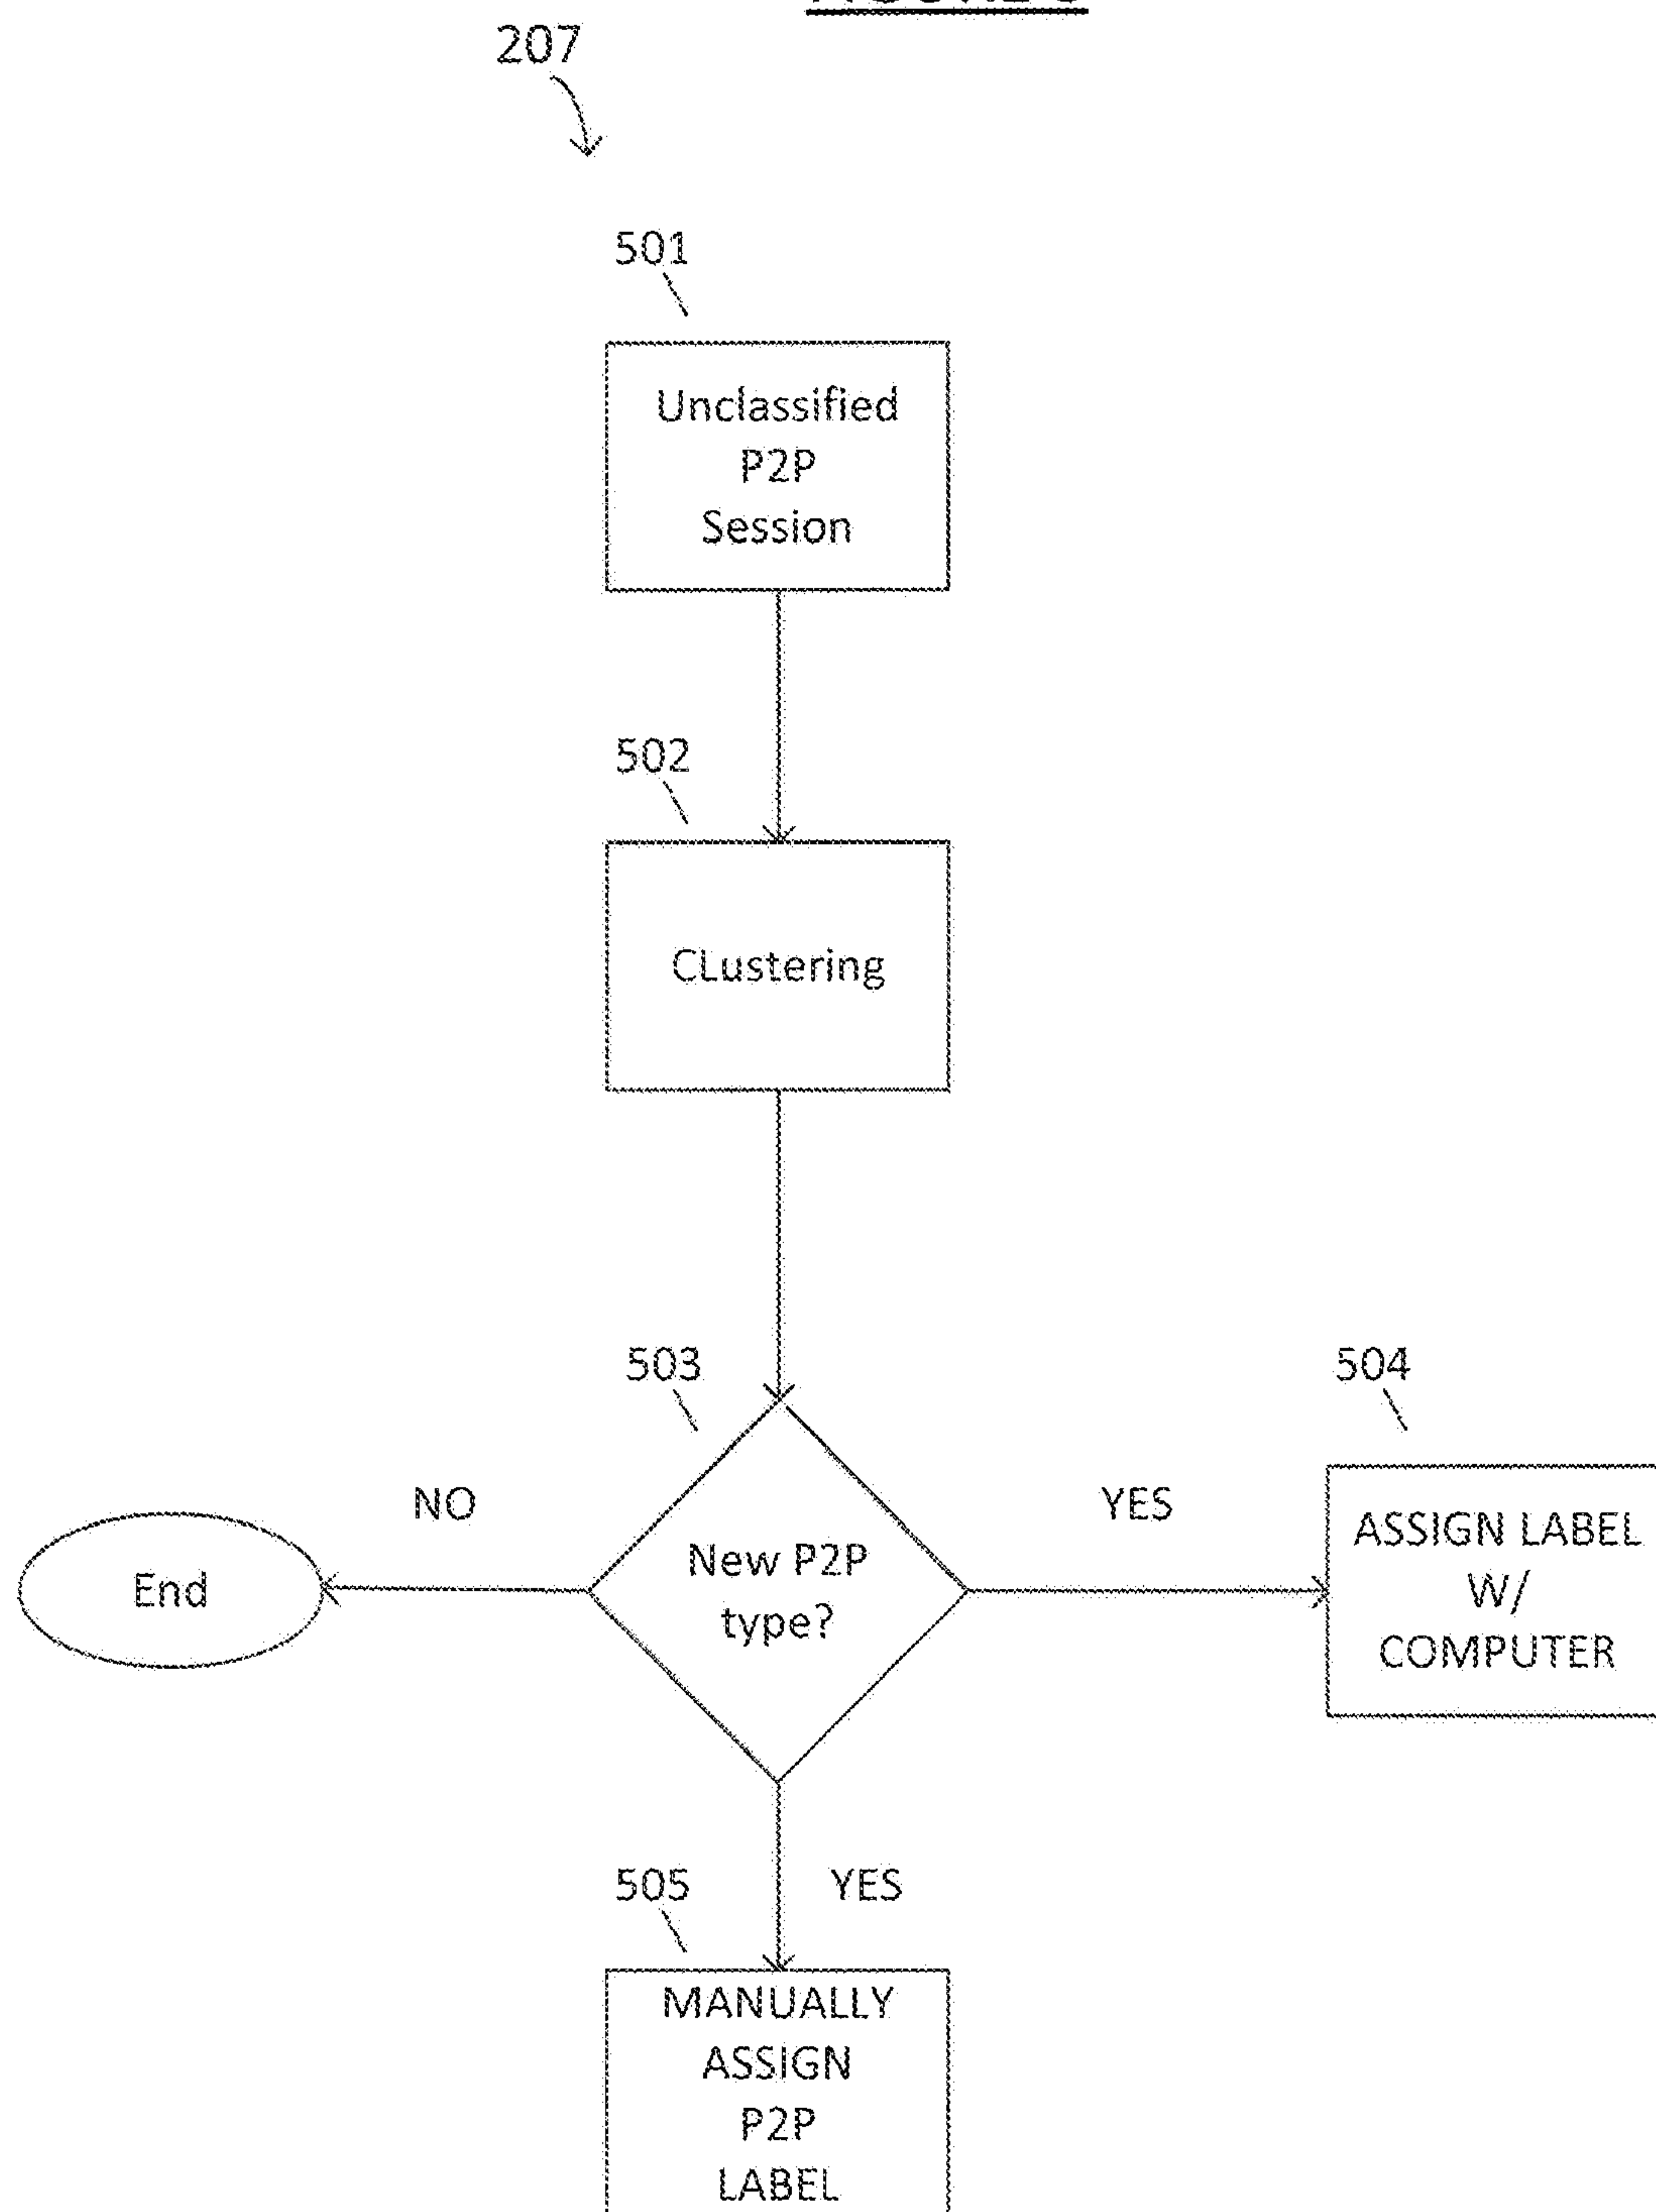 207
501
Unclassified
P2P
Session
502
CLustering
503
504
NO
YES
New P2P
type?
End
ASSIGN LABEL
W/
COMPUTER
505
YES
MANUALLY
ASSIGN
P2P
LABEL